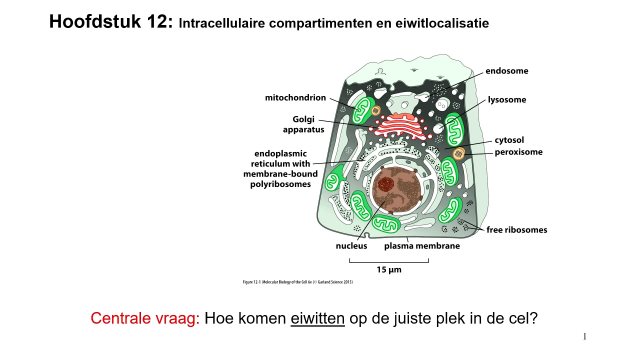 Hoofdstuk 12: Intracellulaire compartimenten en eiwitlocalisatie
endosome
mitochondrion
lysosome
Golgi
apparatus
cytosol
peroxisome
endoplasmic
reticulum with
membrane-bound
polyribosomes
free ribosomes
nucleus
plasma membrane
15 µm
Figure 12-1 Molecular Biology of the Cell 6e (© Garland Science 2015)
Centrale vraag: Hoe komen eiwitten op de juiste plek in de cel?